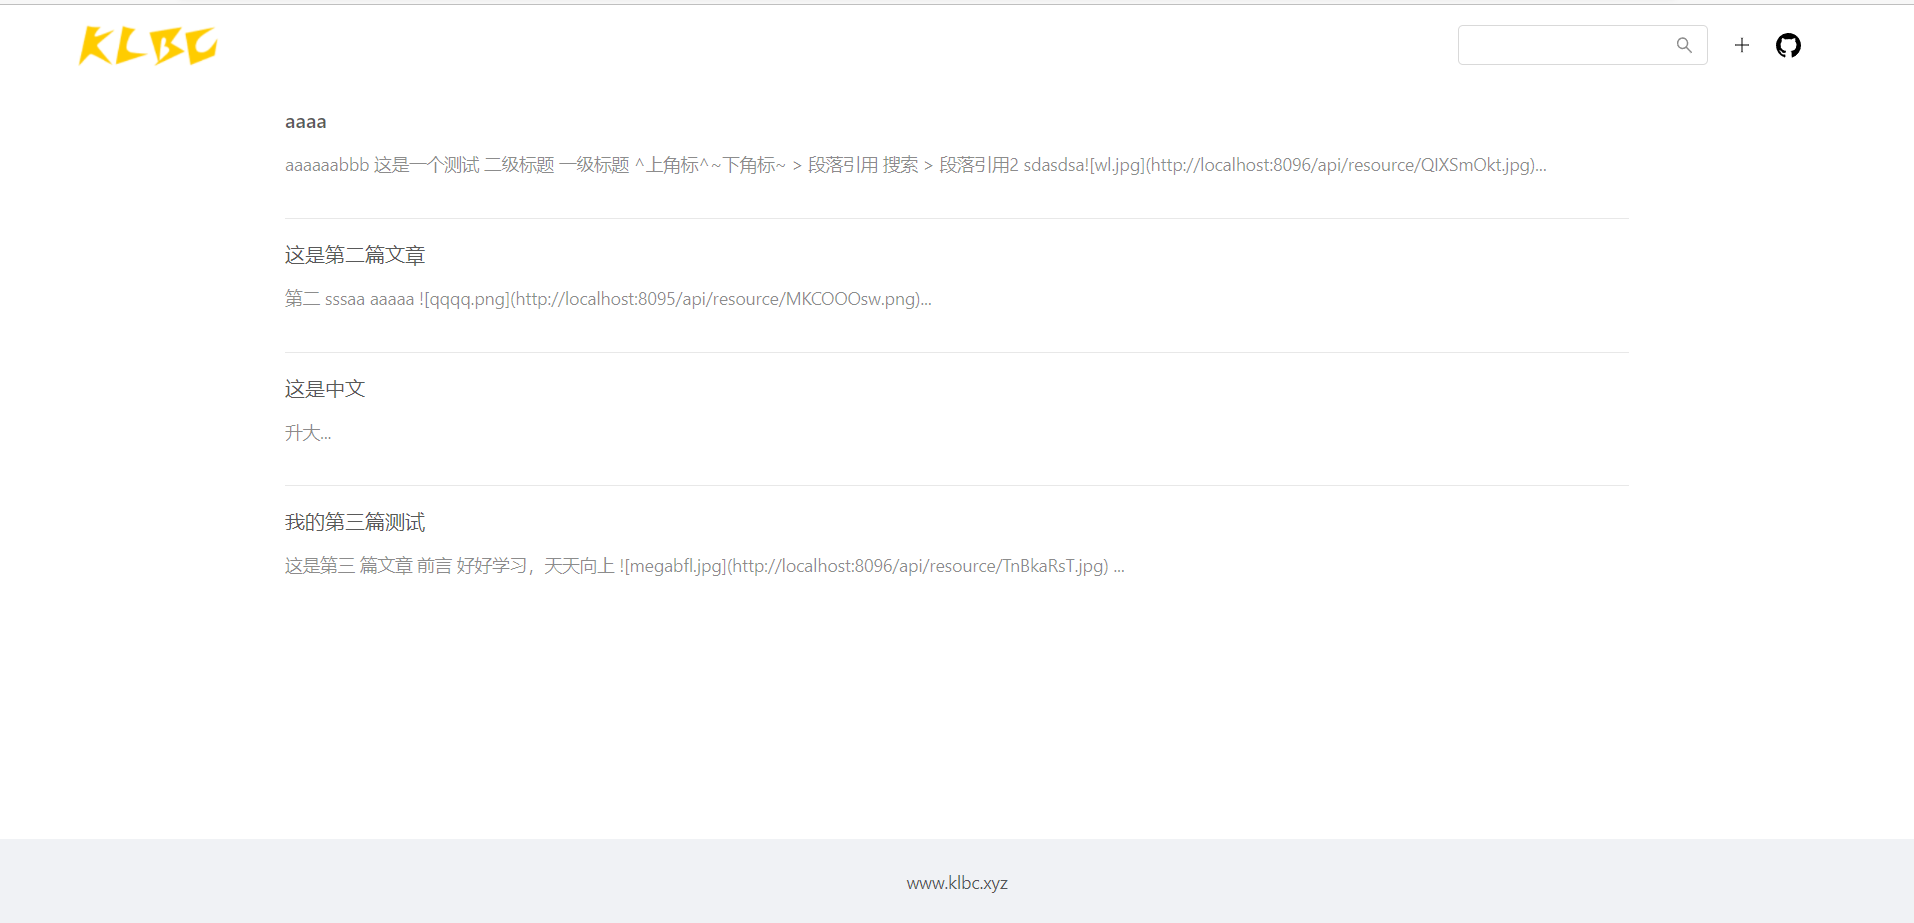 KLBC
aaaa
aaaaaabbb 这是一个测试 二级标题 一级标题 ^上角标^~下角标~ > 段落引用 搜索 > 段落引用2 sdasdsa![wl.jpg](http://localhost:8096/api/resource/QIXSmOkt.jpg)...
这是第二篇文章
第二 sssaa aaaaa ![qqqq.png](http://localhost:8095/api/resource/MKCOOOsw.png)...
这是中文
升大...
我的第三篇测试
这是第三 篇文章 前言 好好学习，天天向上 ![megabfl.jpg](http://localhost:8096/api/resource/TnBkaRsT.jpg) ...
www.klbc.xyz